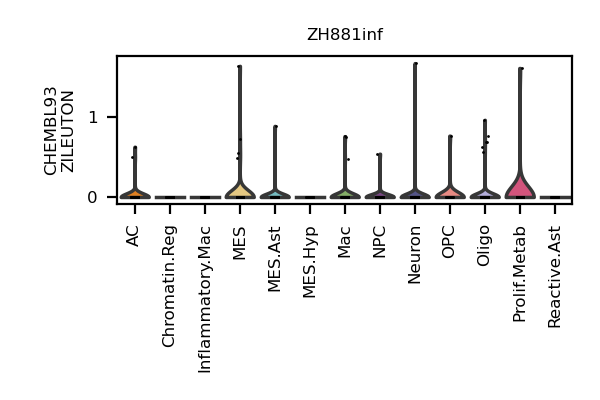 ZH881inf
CHEMBL93
ZILEUTON
1
0
AC
Chromatin.Reg
Inflammatory.Mac
MES
MES.Ast
MES.Hyp
Mac
NPC
Neuron
OPC
Oligo
Prolif.Metab
Reactive.Ast